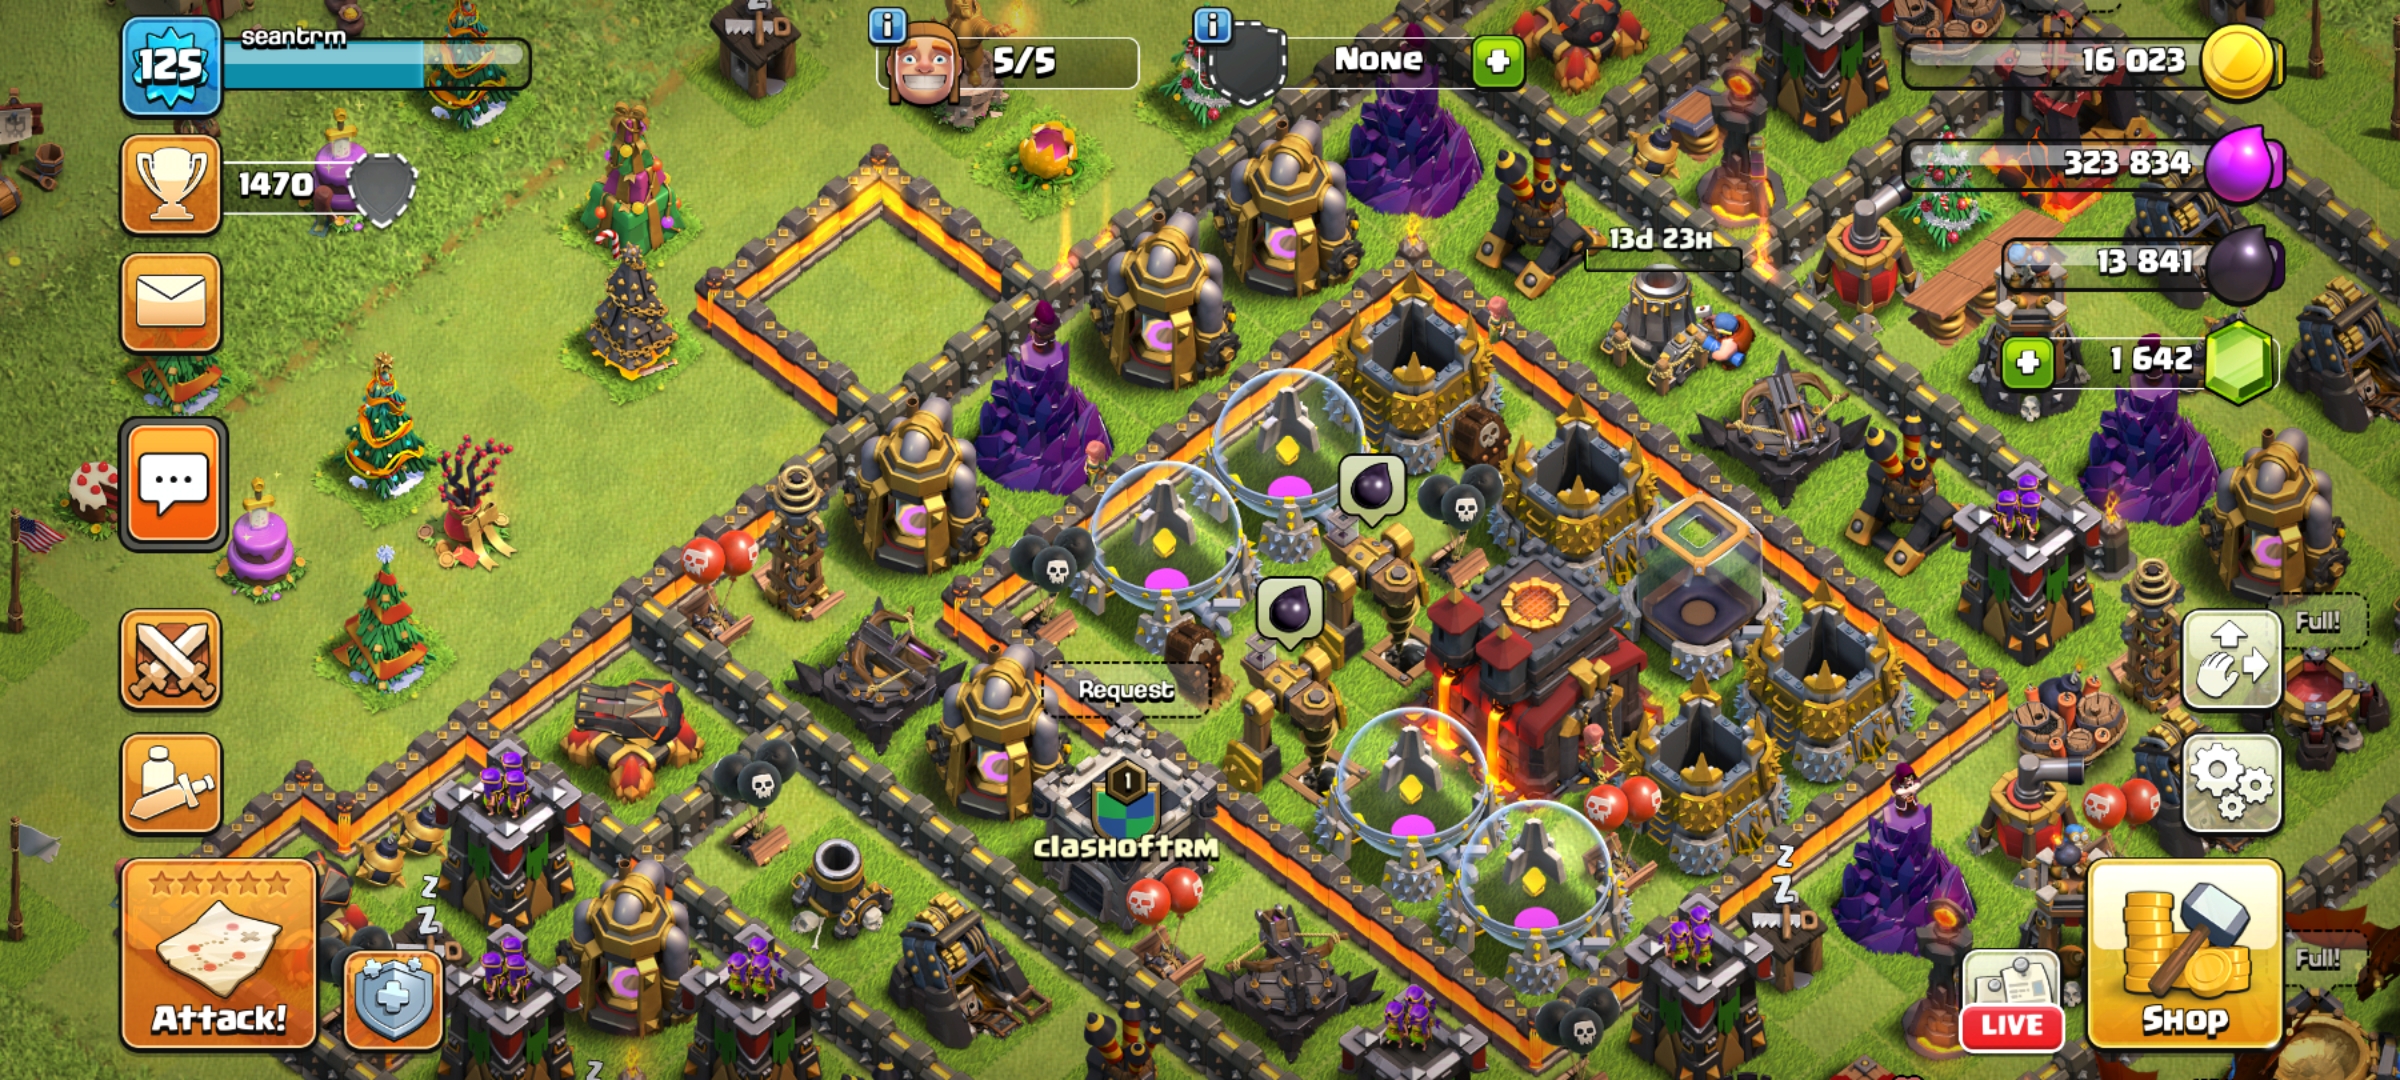 125
seantrm
5/5
None
16 023
1470
323 834
13d 23H
13 841
1 642
Full!
Request
1
clashoftrm
Z
Z
Z
Z
Full!
Attack!
LIVE
Shop
Z